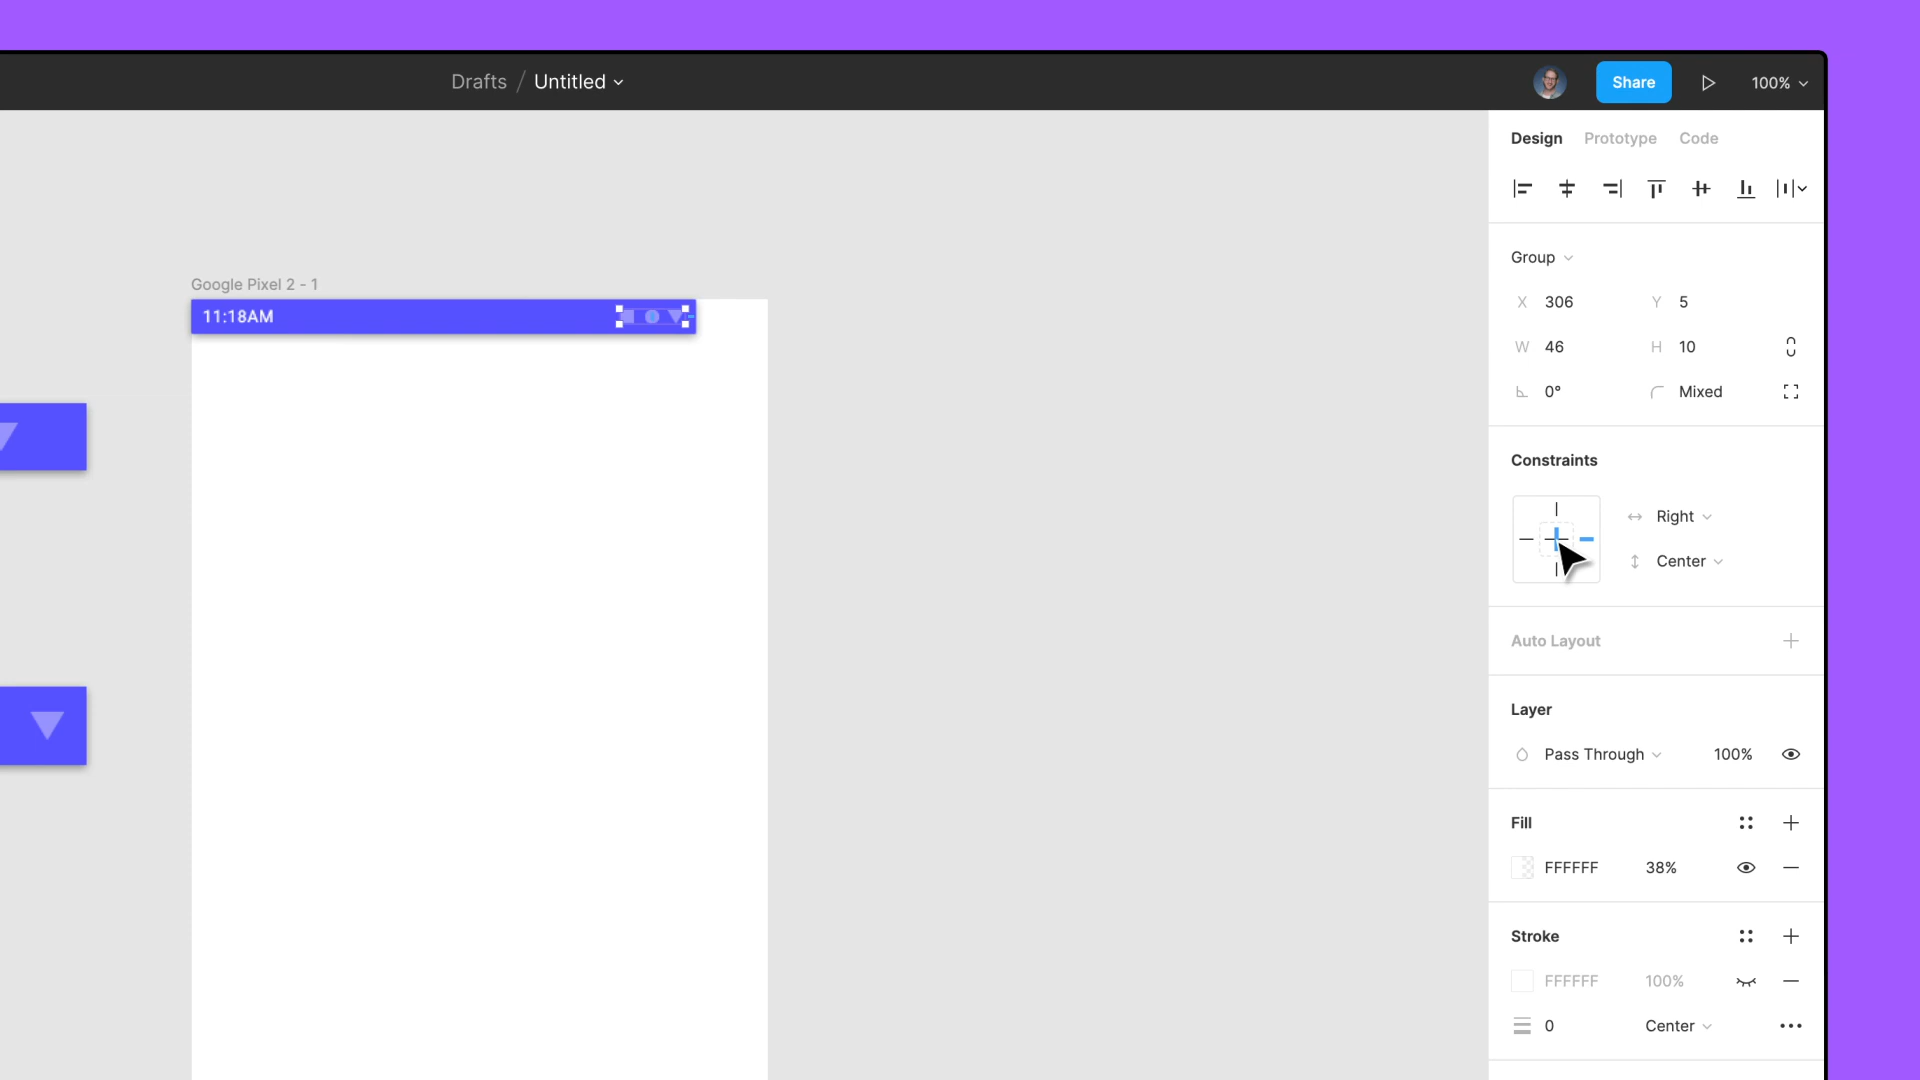 Drafts / Untitled
Share
100%
Design Prototype Code
Group
X 306 Y 5
W 46 H 10
0° Mixed
Constraints
Right
Center
Auto Layout
Layer
Pass Through 100%
Fill
FFFFFF 38%
Stroke
FFFFFF 100%
0 Center
Google Pixel 2 - 1
11:18AM